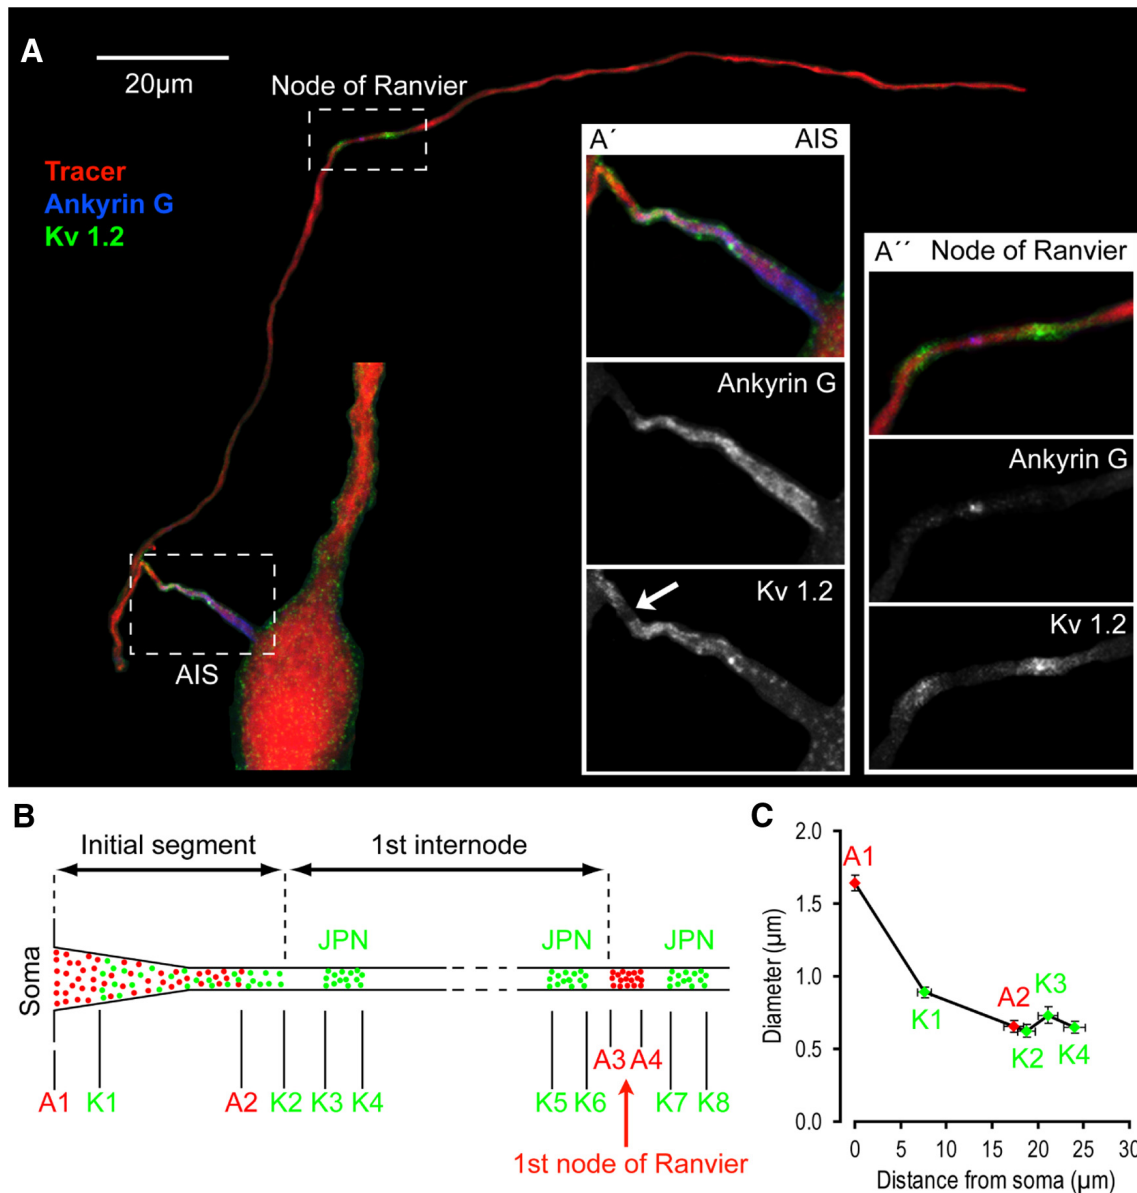 A
20µm
Node of Ranvier
Tracer
Ankyrin G
Kv 1.2
AIS
A´ AIS
Ankyrin G
Kv 1.2
A´´ Node of Ranvier
Ankyrin G
Kv 1.2
B
Initial segment
1st internode
JPN JPN JPN
Soma
A1 K1 A2 K2 K3 K4 K5 K6 A3 A4 K7 K8
1st node of Ranvier
C
2.0
1.5
1.0
0.5
0.0
Diameter (µm)
A1
K1
A2
K2
K3
K4
0 5 10 15 20 25 30
Distance from soma (µm)